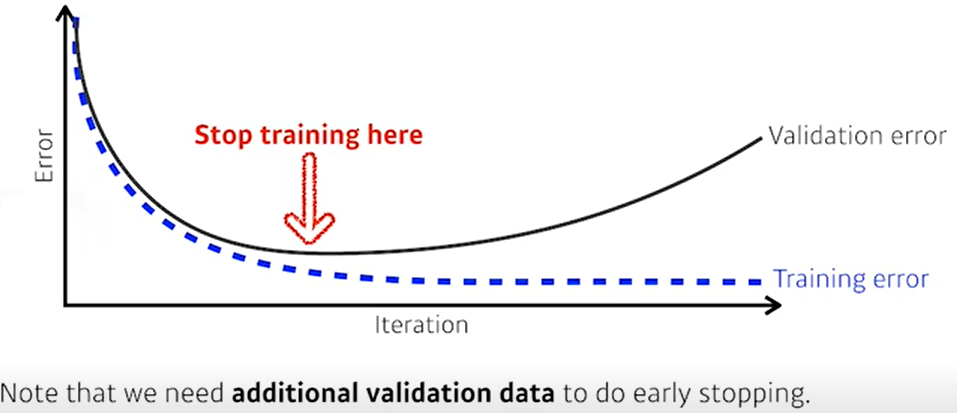 Stop training here
Error
Validation error
Training error
Iteration
Note that we need additional validation data to do early stopping.